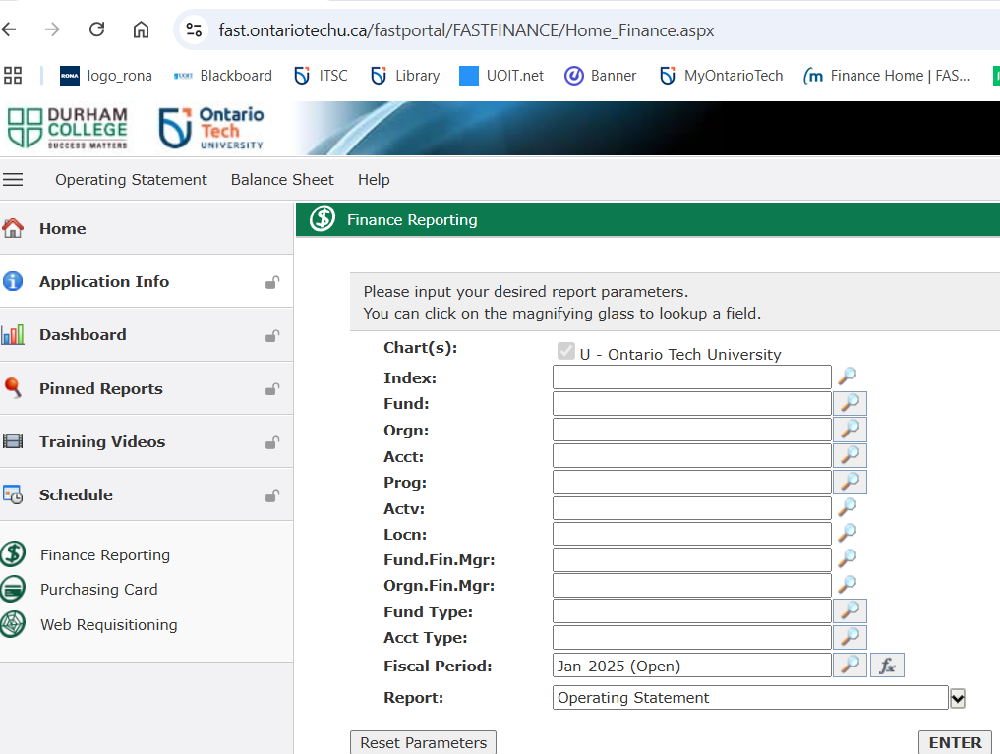 fast.ontariotechu.ca/fastportal/FASTFINANCE/Home_Finance.aspx
RONA logo_rona Blackboard ITSC Library UOIT.net Banner MyOntarioTech Finance Home | FAS...
DURHAM
COLLEGE
SUCCESS MATTERS
Ontario
Tech
UNIVERSITY
Operating Statement Balance Sheet Help
Home
Application Info
Dashboard
Pinned Reports
Training Videos
Schedule
Finance Reporting
Purchasing Card
Web Requisitioning
Finance Reporting
Please input your desired report parameters.
You can click on the magnifying glass to lookup a field.
Chart(s): U - Ontario Tech University
Index:
Fund:
Orgn:
Acct:
Prog:
Actv:
Locn:
Fund.Fin.Mgr:
Orgn.Fin.Mgr:
Fund Type:
Acct Type:
Fiscal Period: Jan-2025 (Open) fx
Report: Operating Statement
Reset Parameters ENTER